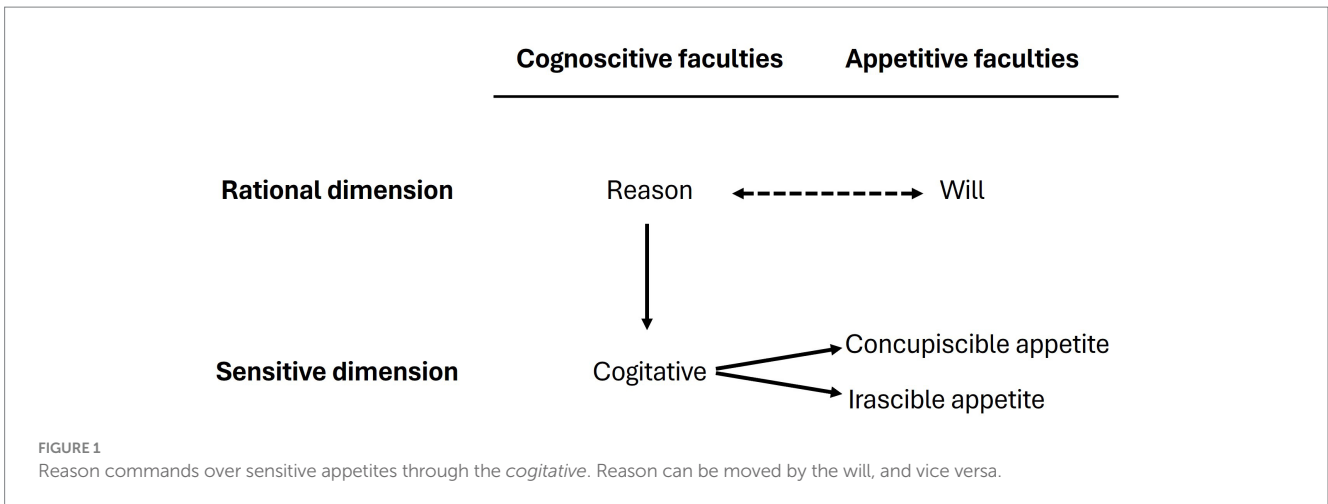 Cognoscitive faculties Appetitive faculties
Rational dimension Reason Will
Concupiscible appetite
Sensitive dimension Cogitative
Irascible appetite
FIGURE 1
Reason commands over sensitive appetites through the cogitative. Reason can be moved by the will, and vice versa.